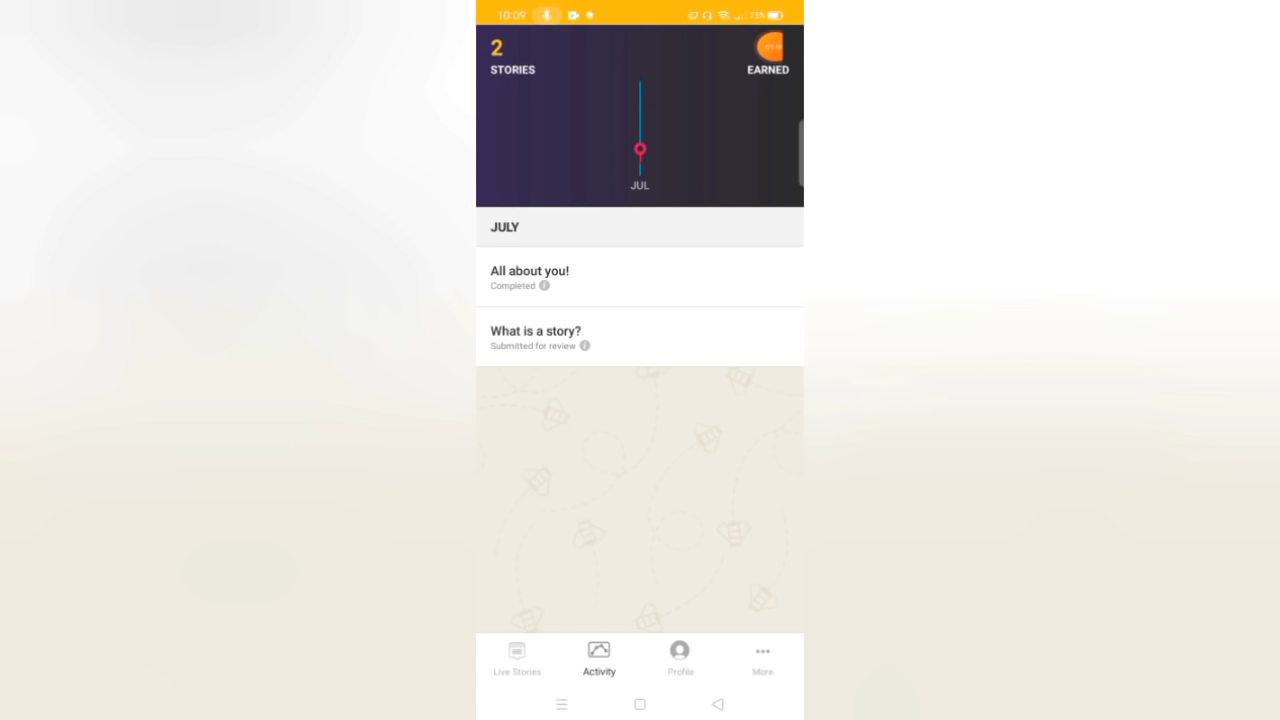 10:09
73%
2
STORIES
EARNED
JUL
JULY
All about you!
Completed
What is a story?
Submitted for review
Live Stories
Activity
Profile
More